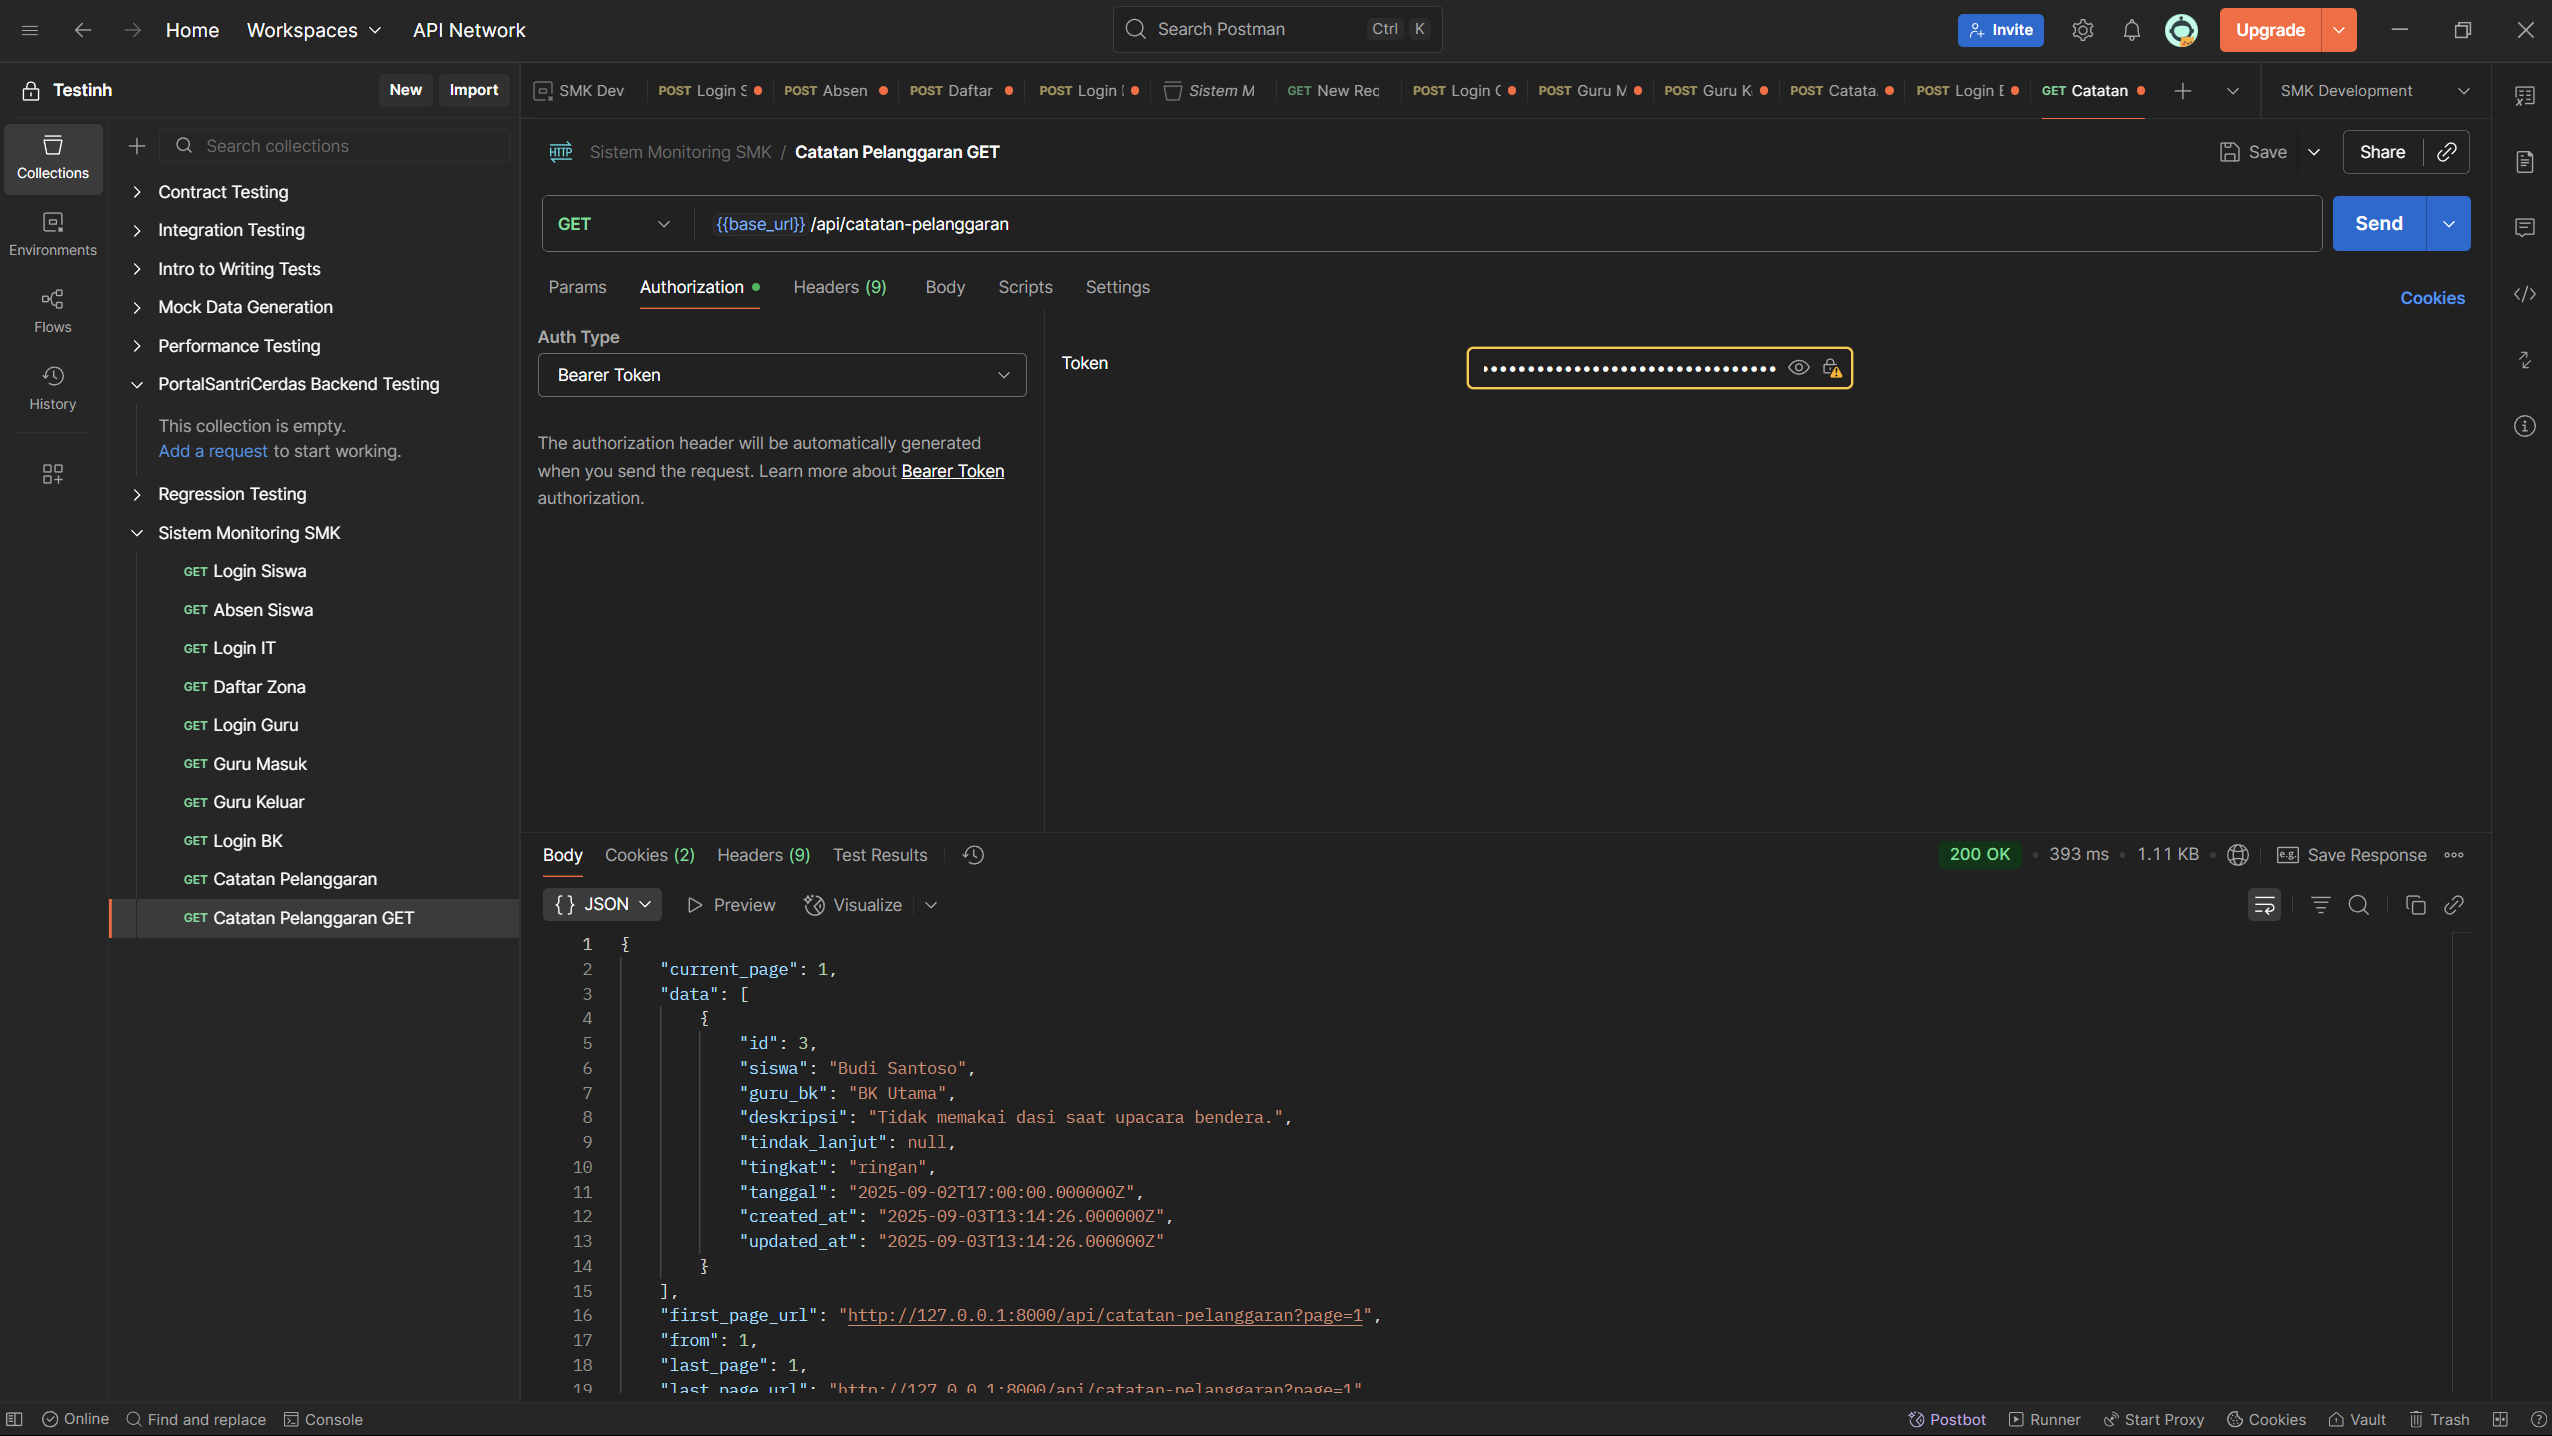 Home Workspaces API Network Search Postman Ctrl K Invite Upgrade
Testinh New Import
SMK Dev POST Login S POST Absen POST Daftar POST Login Sistem M GET New Rec POST Login POST Guru M POST Guru K POST Catata POST Login GET Catatan SMK Development
Collections
Environments
Flows
History
Search collections
Contract Testing
Integration Testing
Intro to Writing Tests
Mock Data Generation
Performance Testing
PortalSantriCerdas Backend Testing
This collection is empty.
Add a request to start working.
Regression Testing
Sistem Monitoring SMK
GET Login Siswa
GET Absen Siswa
GET Login IT
GET Daftar Zona
GET Login Guru
GET Guru Masuk
GET Guru Keluar
GET Login BK
GET Catatan Pelanggaran
GET Catatan Pelanggaran GET
HTTP Sistem Monitoring SMK / Catatan Pelanggaran GET Save Share
GET {{base_url}} /api/catatan-pelanggaran Send
Params Authorization Headers (9) Body Scripts Settings Cookies
Auth Type
Bearer Token
Token
The authorization header will be automatically generated
when you send the request. Learn more about Bearer Token
authorization.
Body Cookies (2) Headers (9) Test Results 200 OK • 393 ms • 1.11 KB • e.g. Save Response
{} JSON Preview Visualize
1 {
2 "current_page": 1,
3 "data": [
4 {
5 "id": 3,
6 "siswa": "Budi Santoso",
7 "guru_bk": "BK Utama",
8 "deskripsi": "Tidak memakai dasi saat upacara bendera.",
9 "tindak_lanjut": null,
10 "tingkat": "ringan",
11 "tanggal": "2025-09-02T17:00:00.000000Z",
12 "created_at": "2025-09-03T13:14:26.000000Z",
13 "updated_at": "2025-09-03T13:14:26.000000Z"
14 }
15 ],
16 "first_page_url": "http://127.0.0.1:8000/api/catatan-pelanggaran?page=1",
17 "from": 1,
18 "last_page": 1,
19 "last_page_url": "http://127.0.0.1:8000/api/catatan-pelanggaran?page=1"
Online Find and replace Console Postbot Runner Start Proxy Cookies Vault Trash